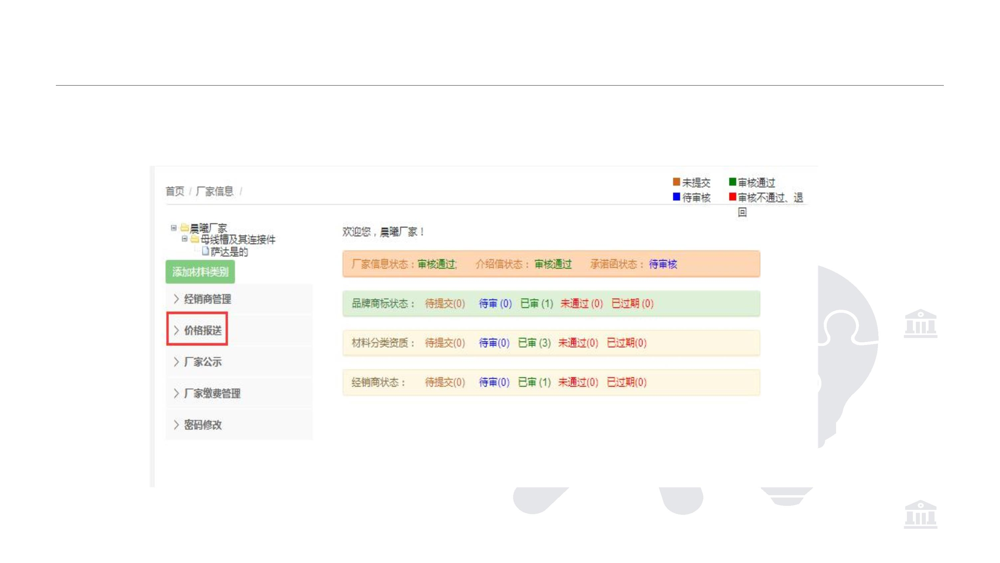 首页 / 厂家信息 /
未提交 审核通过
待审核 审核不通过、退
回
晨曦厂家
母线槽及其连接件
萨达是的
添加材料类别
经销商管理
价格报送
厂家公示
厂家缴费管理
密码修改
欢迎您，晨曦厂家！
厂家信息状态：审核通过; 介绍信状态： 审核通过 承诺函状态： 待审核
品牌商标状态： 待提交(0) 待审 (0) 已审 (1) 未通过 (0) 已过期 (0)
材料分类资质： 待提交(0) 待审(0) 已审 (3) 未通过(0) 已过期(0)
经销商状态： 待提交(0) 待审(0) 已审 (1) 未通过(0) 已过期(0)